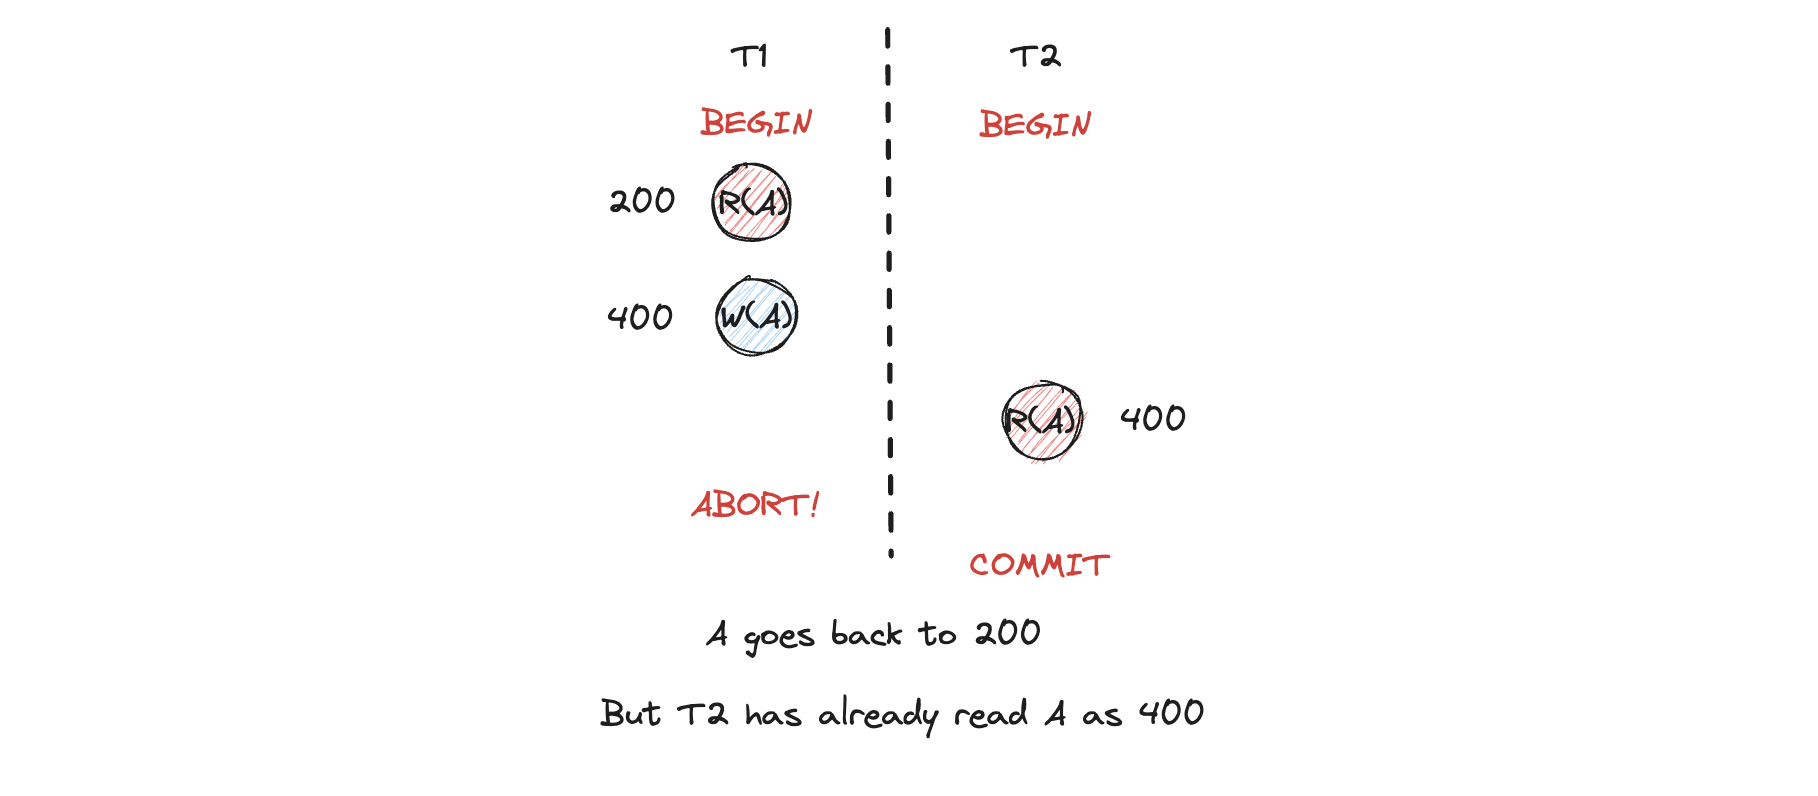 T1 T2
BEGIN BEGIN
200 R(A)
400 W(A)
R(A) 400
ABORT!
COMMIT
A goes back to 200
But T2 has already read A as 400